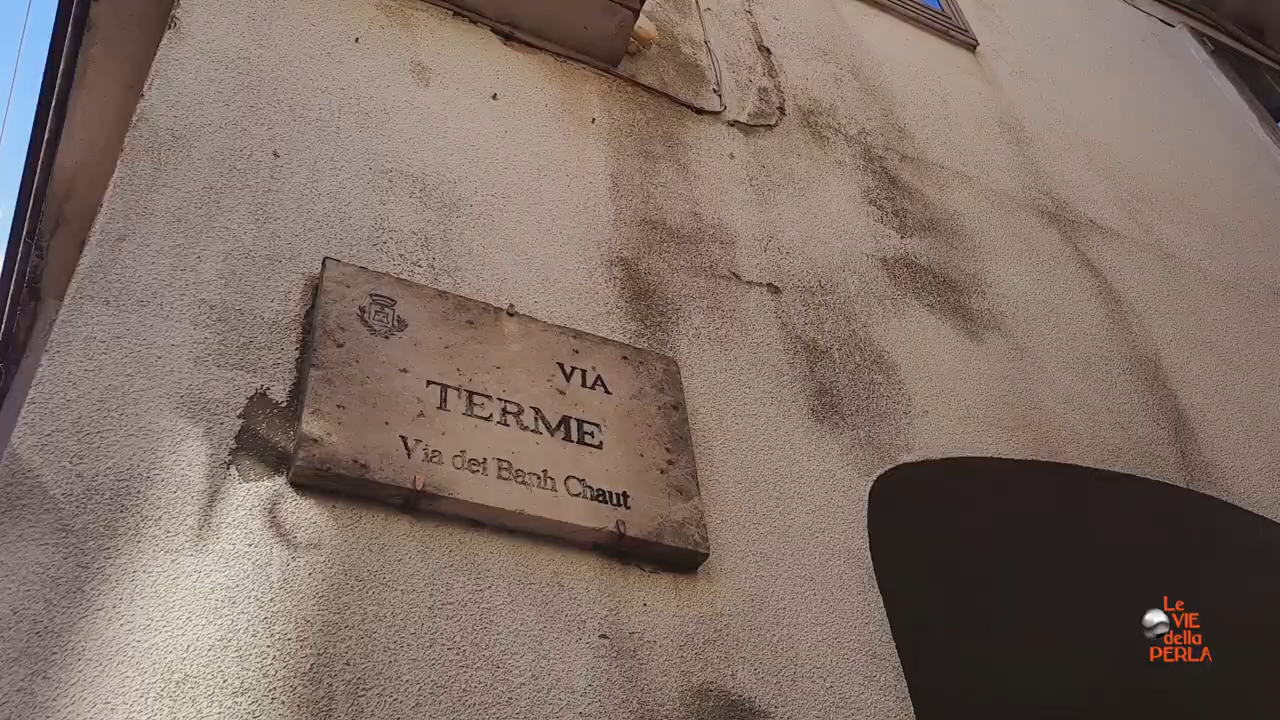 VIA
TERME
Via dei Banh Chaut
Le
VIE
della
PERLA